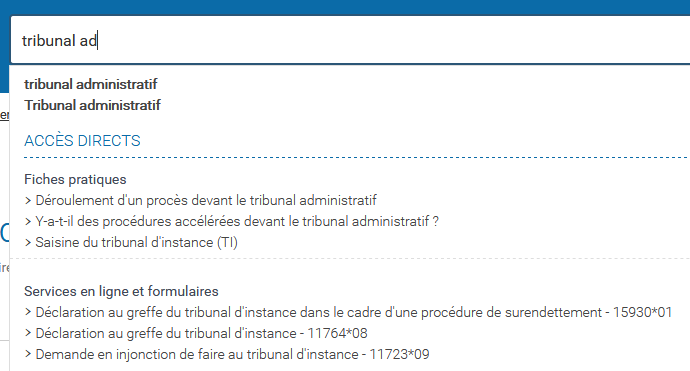 tribunal ad
tribunal administratif
Tribunal administratif
ACCÈS DIRECTS
Fiches pratiques
> Déroulement d'un procès devant le tribunal administratif
> Y-a-t-il des procédures accélérées devant le tribunal administratif ?
> Saisine du tribunal d'instance (TI)
Services en ligne et formulaires
> Déclaration au greffe du tribunal d'instance dans le cadre d'une procédure de surendettement - 15930*01
> Déclaration au greffe du tribunal d'instance - 11764*08
> Demande en injonction de faire au tribunal d'instance - 11723*09